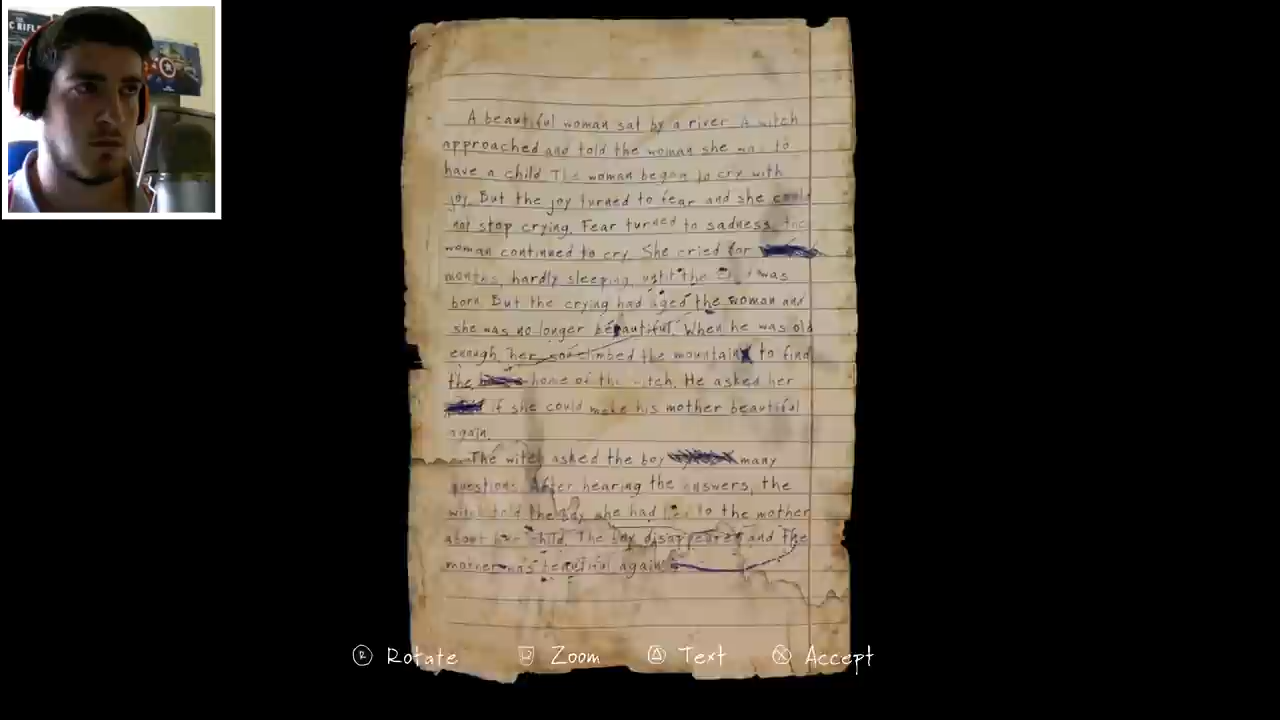 C RIFLE
A beautiful woman sat by a river A witch
approached and told the woman she was to
have a child The woman began to cry with
joy. But the joy turned to fear and she could
not stop crying. Fear turned to sadness, the
woman continued to cry. She cried for
months, hardly sleeping, until the child was
born. But the crying had aged the woman and
she was no longer beautiful. When he was old
enough, her son climbed the mountain to find
the home of the witch. He asked her
if she could make his mother beautiful
again.
The witch asked the boy many
questions. After hearing the answers, the
witch told the boy she had lied to the mother
about her child. The boy disappeared and the
mother was beautiful again.
R Rotate Zoom Text Accept